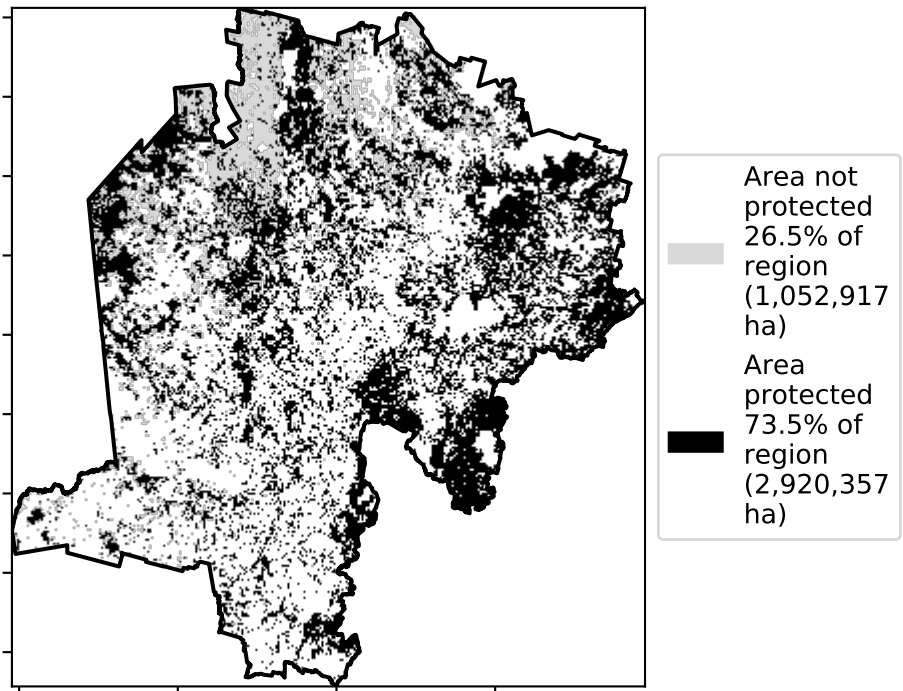 Area not
protected
26.5% of
region
(1,052,917
ha)
Area
protected
73.5% of
region
(2,920,357
ha)